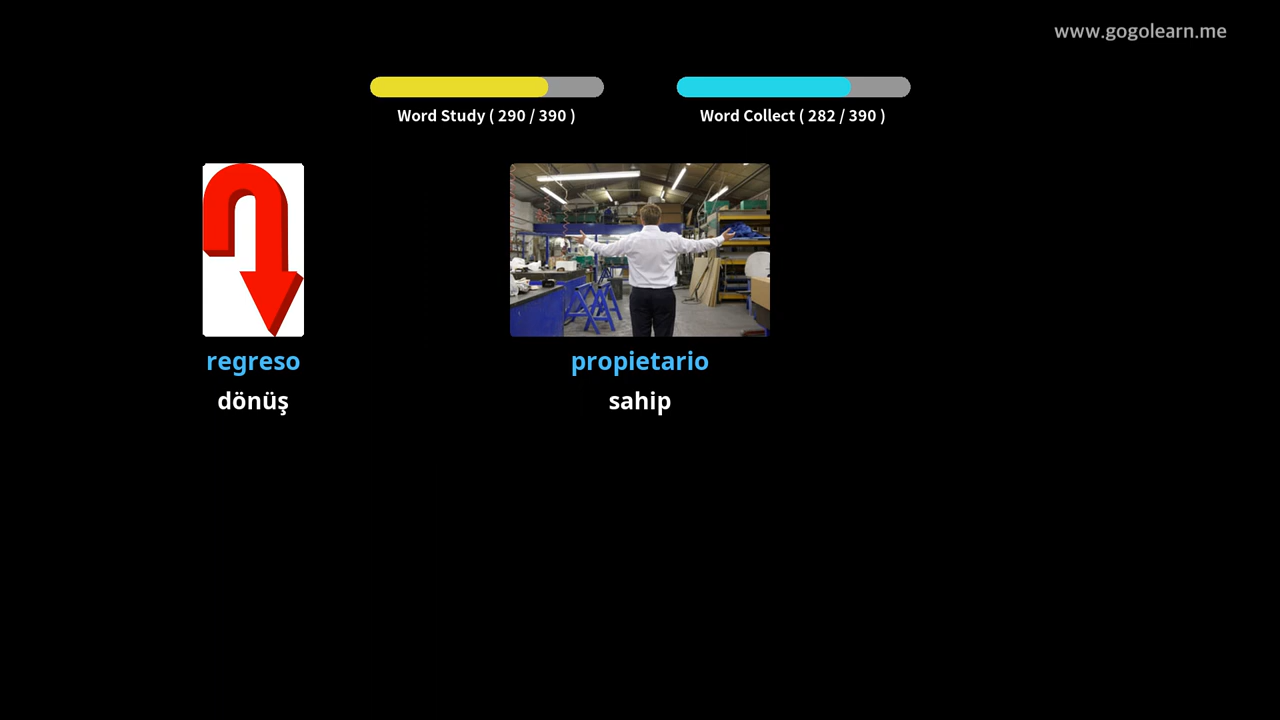 www.gogolearn.me
Word Study ( 290 / 390 )
Word Collect ( 282 / 390 )
regreso
dönüş
propietario
sahip